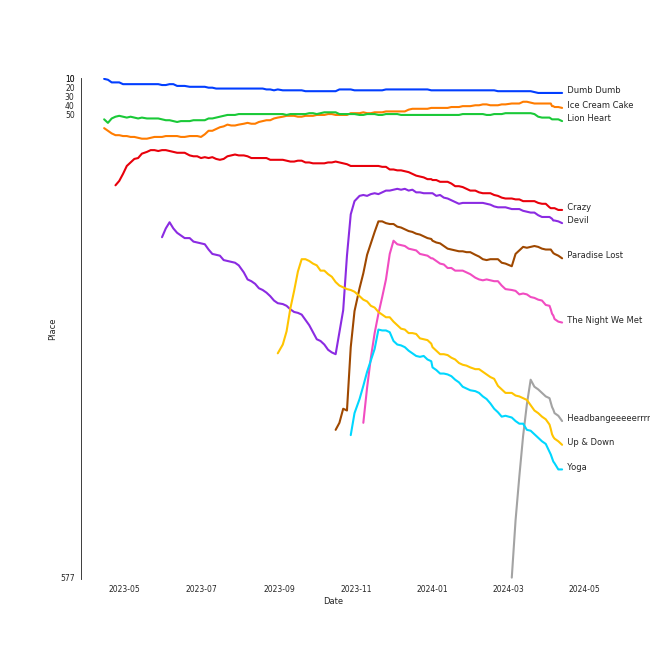 10
20
30
40
50
577
Place
Dumb Dumb
Ice Cream Cake
Lion Heart
Crazy
Devil
Paradise Lost
The Night We Met
Headbangeeeeerrrr
Up & Down
Yoga
2023-05
2023-07
2023-09
2023-11
2024-01
2024-03
2024-05
Date